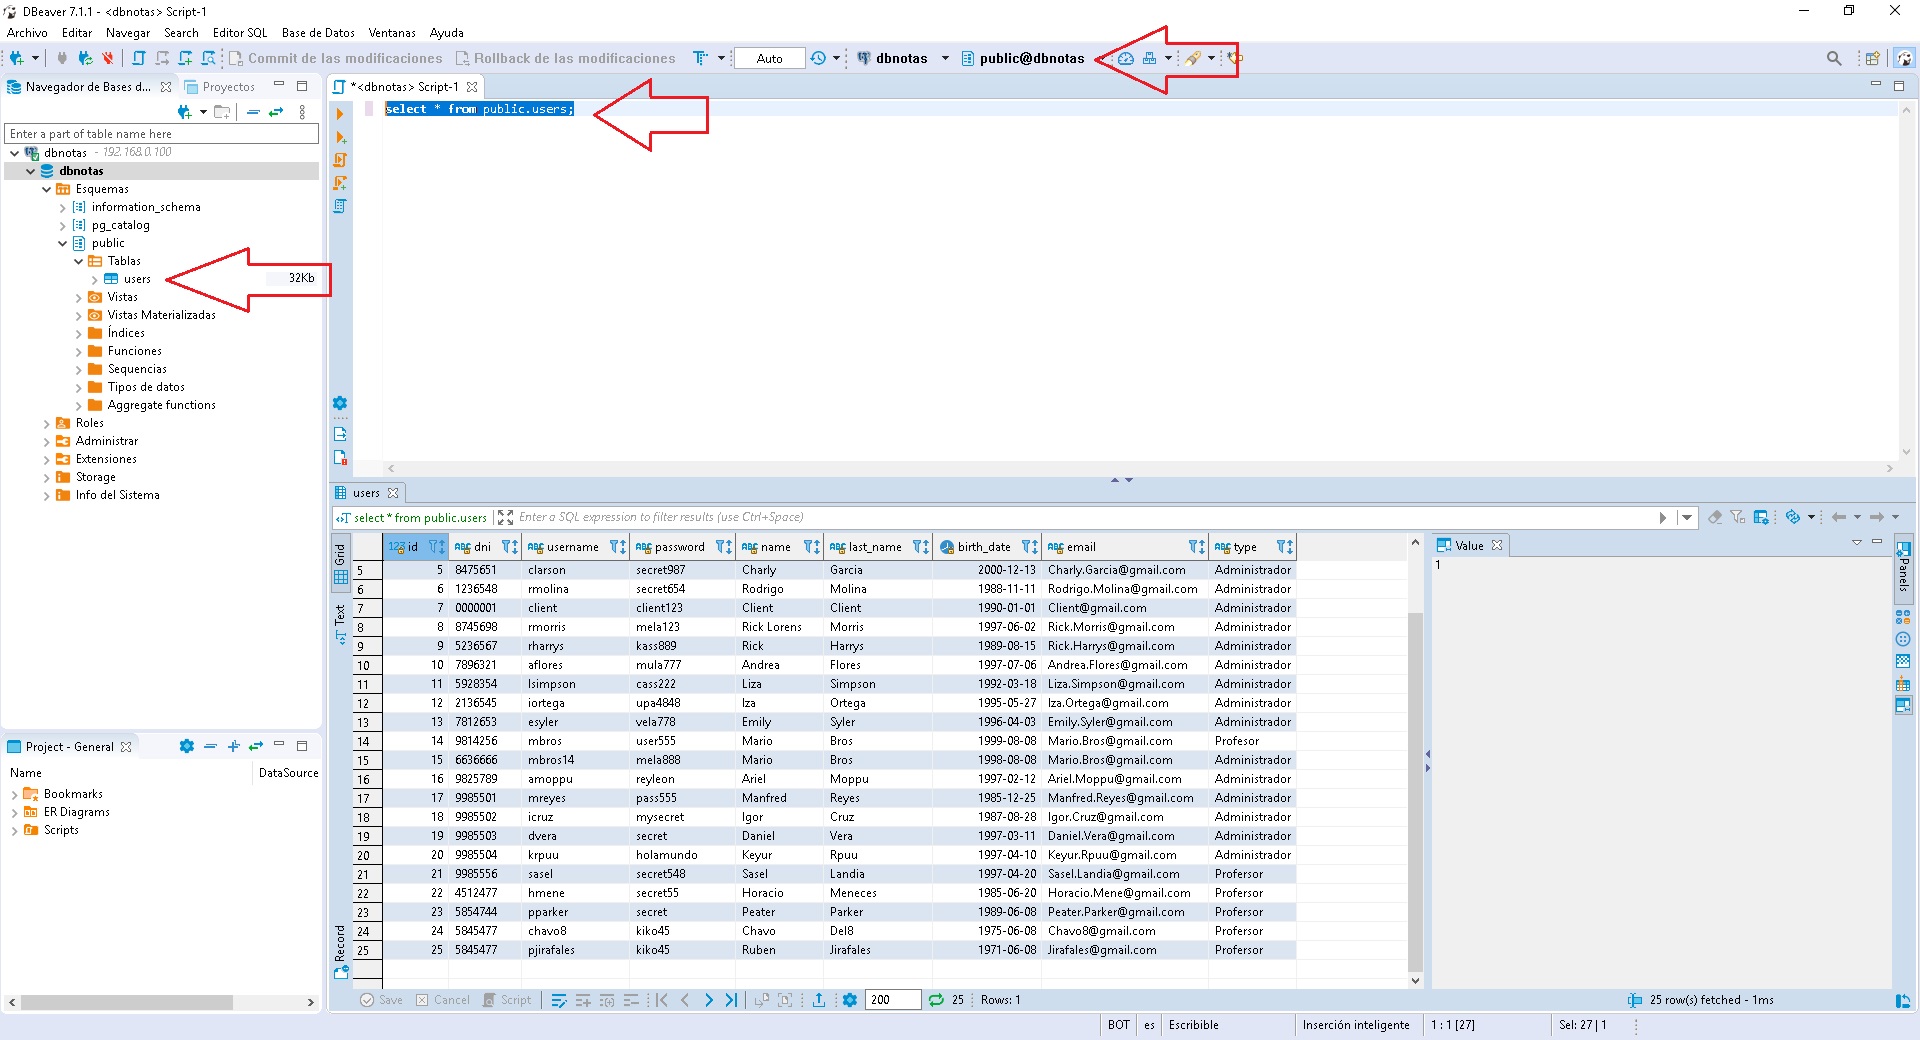 DBeaver 7.1.1 - <dbnotas> Script-1
Archivo Editar Navegar Search Editor SQL Base de Datos Ventanas Ayuda
Commit de las modificaciones Rollback de las modificaciones Auto dbnotas public@dbnotas
Navegador de Bases d... Proyectos
*<dbnotas> Script-1
Enter a part of table name here
dbnotas - 192.168.0.100
dbnotas
Esquemas
information_schema
pg_catalog
public
Tablas
users 32Kb
Vistas
Vistas Materializadas
Índices
Funciones
Sequencias
Tipos de datos
Aggregate functions
Roles
Administrar
Extensiones
Storage
Info del Sistema
Project - General
Name DataSource
Bookmarks
ER Diagrams
Scripts
select * from public.users;
users
select * from public.users Enter a SQL expression to filter results (use Ctrl+Space)
Grid
Text
Record
123 id ABC dni ABC username ABC password ABC name ABC last_name birth_date ABC email ABC type
5 5 8475651 clarson secret987 Charly Garcia 2000-12-13 Charly.Garcia@gmail.com Administrador
6 6 1236548 rmolina secret654 Rodrigo Molina 1988-11-11 Rodrigo.Molina@gmail.com Administrador
7 7 0000001 client client123 Client Client 1990-01-01 Client@gmail.com Administrador
8 8 8745698 rmorris mela123 Rick Lorens Morris 1997-06-02 Rick.Morris@gmail.com Administrador
9 9 5236567 rharrys kass889 Rick Harrys 1989-08-15 Rick.Harrys@gmail.com Administrador
10 10 7896321 aflores mula777 Andrea Flores 1997-07-06 Andrea.Flores@gmail.com Administrador
11 11 5928354 lsimpson cass222 Liza Simpson 1992-03-18 Liza.Simpson@gmail.com Administrador
12 12 2136545 iortega upa4848 Iza Ortega 1995-05-27 Iza.Ortega@gmail.com Administrador
13 13 7812653 esyler vela778 Emily Syler 1996-04-03 Emily.Syler@gmail.com Administrador
14 14 9814256 mbros user555 Mario Bros 1999-08-08 Mario.Bros@gmail.com Profesor
15 15 6636666 mbros14 mela888 Mario Bros 1998-08-08 Mario.Bros@gmail.com Administrador
16 16 9825789 amoppu reyleon Ariel Moppu 1997-02-12 Ariel.Moppu@gmail.com Administrador
17 17 9985501 mreyes pass555 Manfred Reyes 1985-12-25 Manfred.Reyes@gmail.com Administrador
18 18 9985502 icruz mysecret Igor Cruz 1987-08-28 Igor.Cruz@gmail.com Administrador
19 19 9985503 dvera secret Daniel Vera 1997-03-11 Daniel.Vera@gmail.com Administrador
20 20 9985504 krpuu holamundo Keyur Rpuu 1997-04-10 Keyur.Rpuu@gmail.com Administrador
21 21 9985556 sasel secret548 Sasel Landia 1997-04-20 Sasel.Landia@gmail.com Profersor
22 22 4512477 hmene secret55 Horacio Meneces 1985-06-20 Horacio.Mene@gmail.com Profersor
23 23 5854744 pparker secret Peater Parker 1989-06-08 Peater.Parker@gmail.com Profersor
24 24 5845477 chavo8 kiko45 Chavo Del8 1975-06-08 Chavo8@gmail.com Profersor
25 25 5845477 pjirafales kiko45 Ruben Jirafales 1971-06-08 Jirafales@gmail.com Profersor
Value
1
Panels
Save Cancel Script 200 25 Rows: 1 25 row(s) fetched - 1ms
BOT es Escribible Inserción inteligente 1 : 1 [27] Sel: 27 | 1